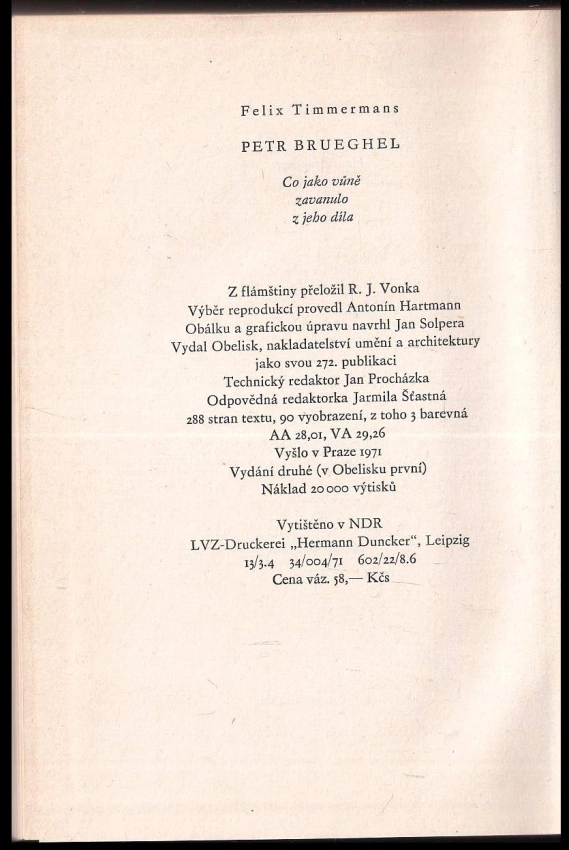 Felix Timmermans
PETR BRUEGHEL
Co jako vůně
zavanulo
z jeho díla
Z flámštiny přeložil R. J. Vonka
Výběr reprodukcí provedl Antonín Hartmann
Obálku a grafickou úpravu navrhl Jan Solpera
Vydal Obelisk, nakladatelství umění a architektury
jako svou 272. publikaci
Technický redaktor Jan Procházka
Odpovědná redaktorka Jarmila Šťastná
288 stran textu, 90 vyobrazení, z toho 3 barevná
AA 28,01, VA 29,26
Vyšlo v Praze 1971
Vydání druhé (v Obelisku první)
Náklad 20 000 výtisků
Vytištěno v NDR
LVZ-Druckerei „Hermann Duncker“, Leipzig
13/3.4 34/004/71 602/22/8.6
Cena váz. 58,— Kčs